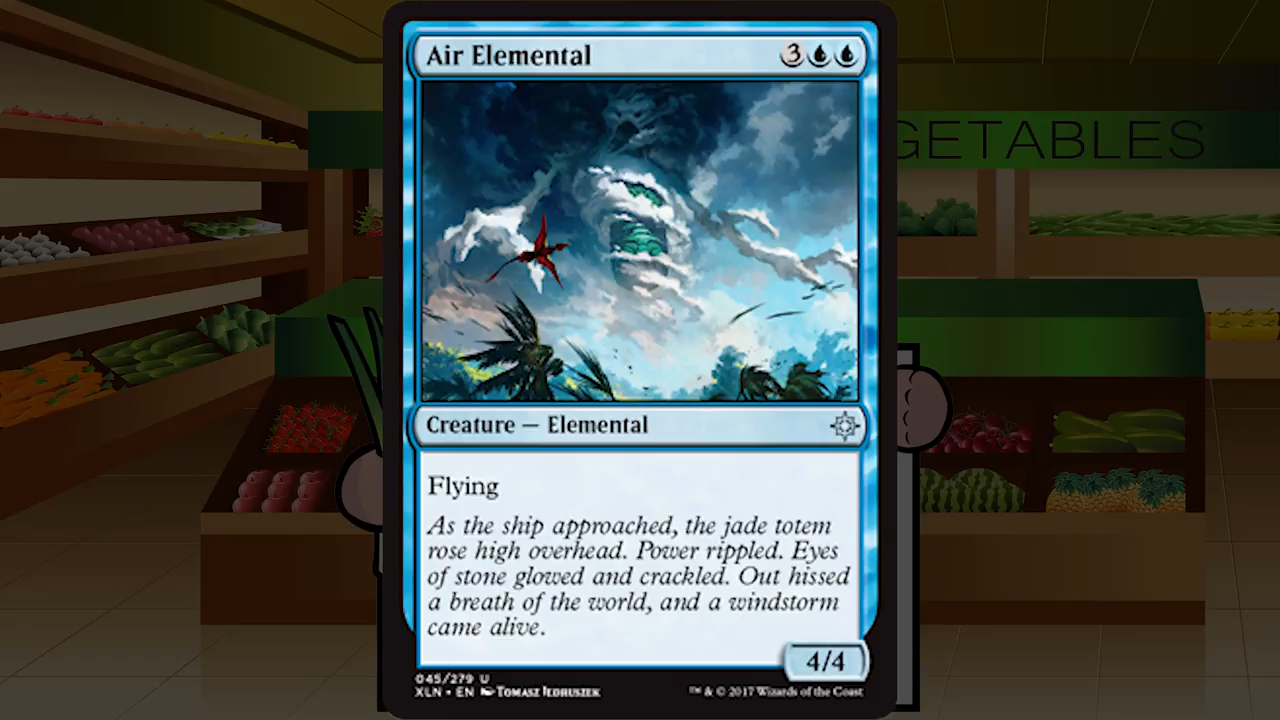 Air Elemental 3
GETABLES
Creature — Elemental
Flying
As the ship approached, the jade totem
rose high overhead. Power rippled. Eyes
of stone glowed and crackled. Out hissed
a breath of the world, and a windstorm
came alive.
4/4
045/279 U
XLN • EN Tomasz Jedruszek
™ & © 2017 Wizards of the Coast